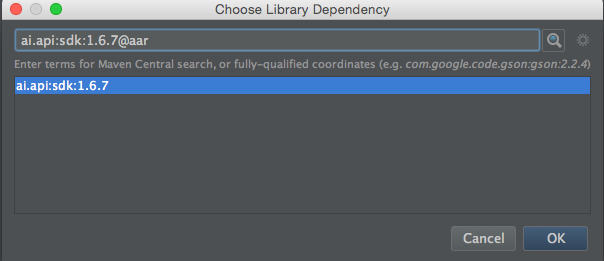 Choose Library Dependency
ai.api:sdk:1.6.7@aar
Enter terms for Maven Central search, or fully-qualified coordinates (e.g. com.google.code.gson:gson:2.2.4)
ai.api:sdk:1.6.7
Cancel OK